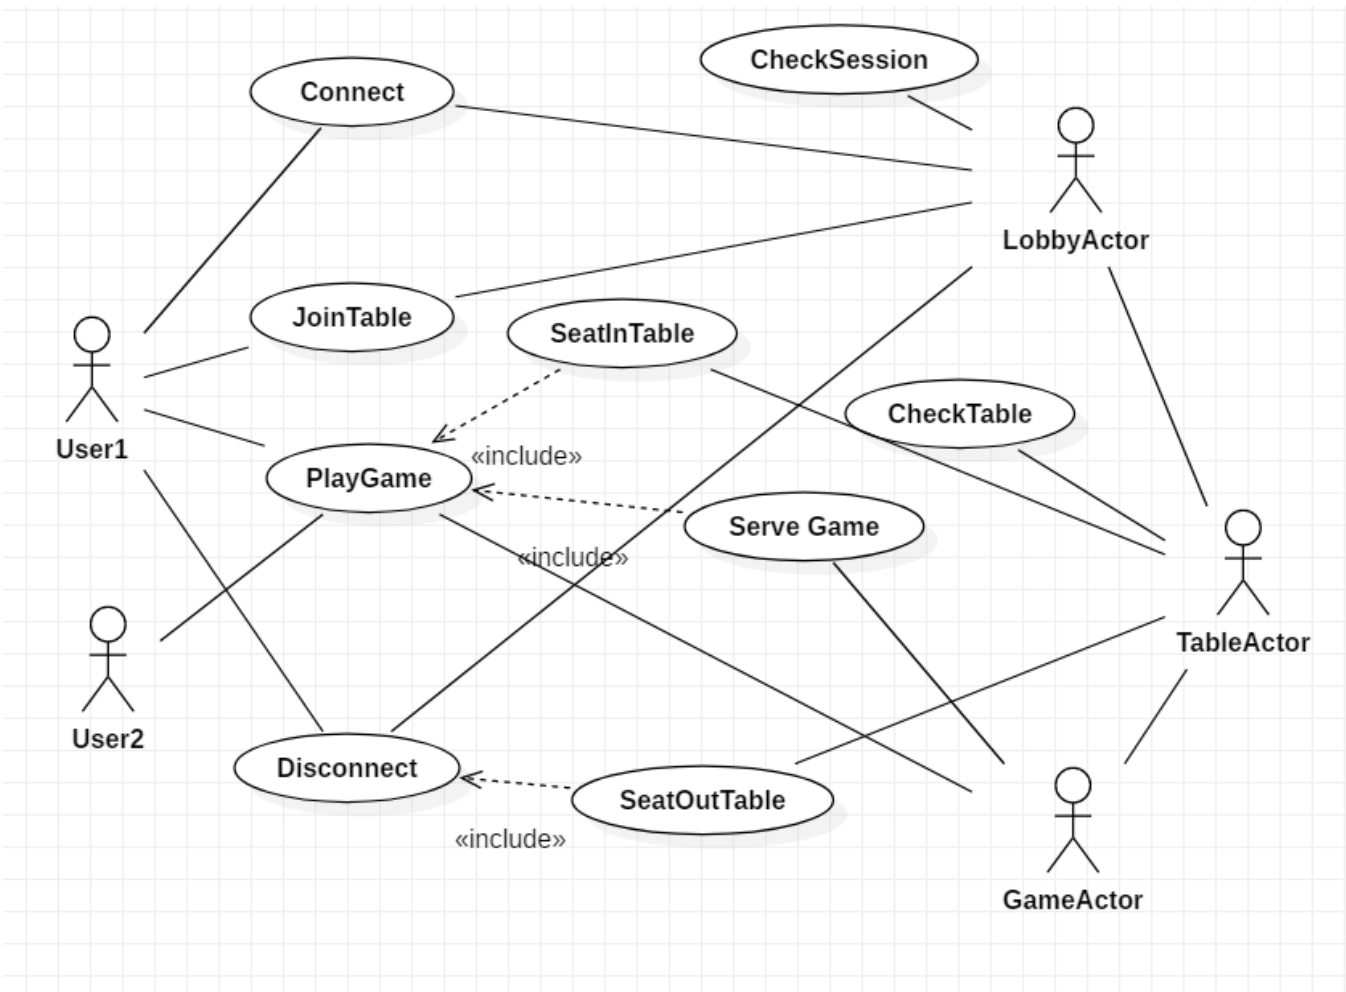 CheckSession
Connect
LobbyActor
JoinTable
SeatInTable
CheckTable
User1
«include»
PlayGame
Serve Game
«include»
TableActor
User2
Disconnect
SeatOutTable
«include»
GameActor